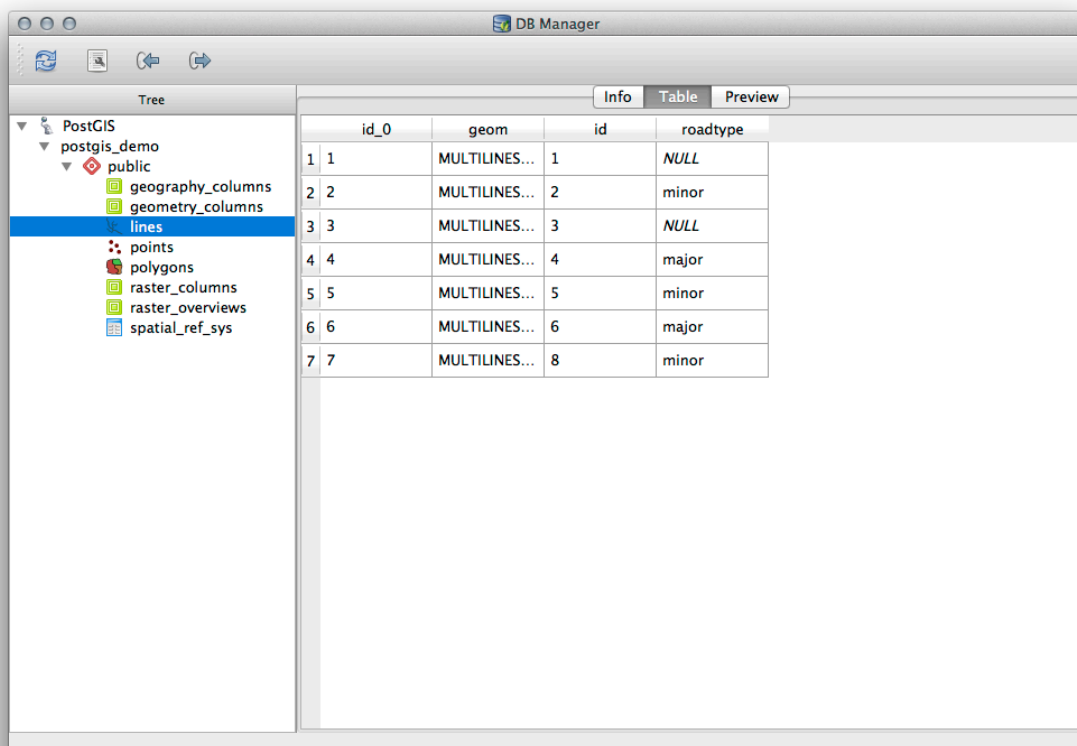 DB Manager
Tree
PostGIS
postgis_demo
public
geography_columns
geometry_columns
lines
points
polygons
raster_columns
raster_overviews
spatial_ref_sys
Info Table Preview
id_0 geom id roadtype
1 1 MULTILINES... 1 NULL
2 2 MULTILINES... 2 minor
3 3 MULTILINES... 3 NULL
4 4 MULTILINES... 4 major
5 5 MULTILINES... 5 minor
6 6 MULTILINES... 6 major
7 7 MULTILINES... 8 minor